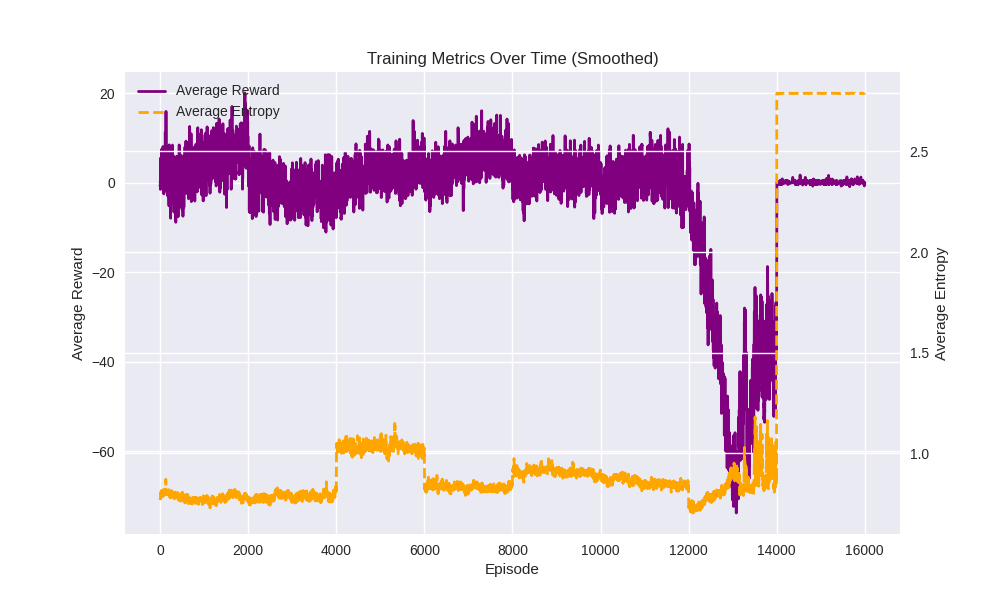 Training Metrics Over Time (Smoothed)
Average Reward
Average Entropy
20
0
−20
−40
−60
Average Reward
2.5
2.0
1.5
1.0
Average Entropy
0 2000 4000 6000 8000 10000 12000 14000 16000
Episode